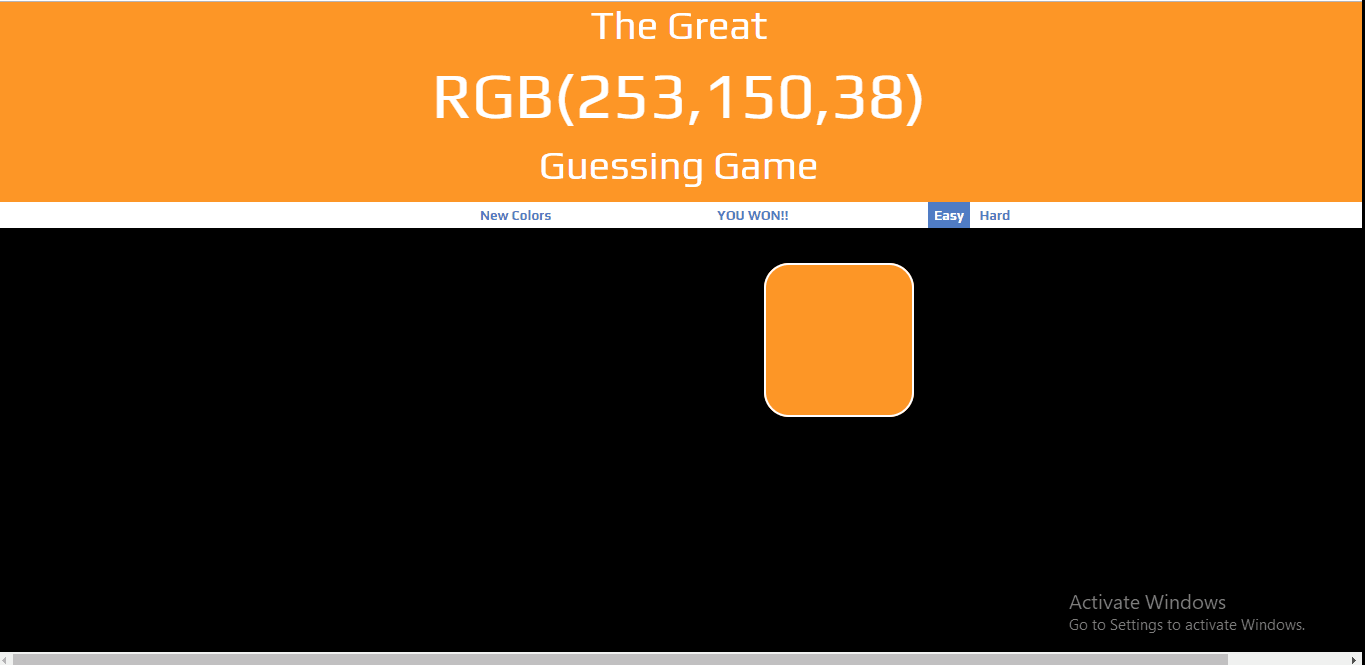 The Great
RGB(253,150,38)
Guessing Game
New Colors YOU WON!! Easy Hard
Activate Windows
Go to Settings to activate Windows.